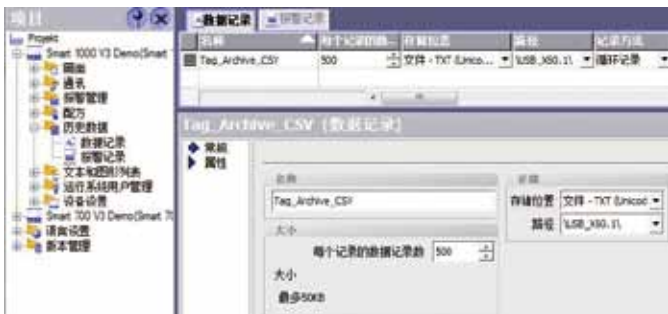 项目
Projekt
Smart 1000 V3 Demo(Smart
画面
通讯
报警管理
配方
历史数据
数据记录
报警记录
文本和图形列表
运行系统用户管理
设备设置
Smart 700 V3 Demo(Smart 70
语言设置
版本管理
数据记录
报警记录
名称 每个记录的数... 存储位置 路径 记录方法
Tag_Archive_CSV 500 文件 - TXT (Unico... \USB_X60.1\ 循环记录
Tag_Archive_CSV (数据记录)
常规
属性
名称
Tag_Archive_CSV
大小
每个记录的数据记录数 500
大小
最多50KB
存储位置 文件 - TXT (Unicod
路径 \USB_X60.1\